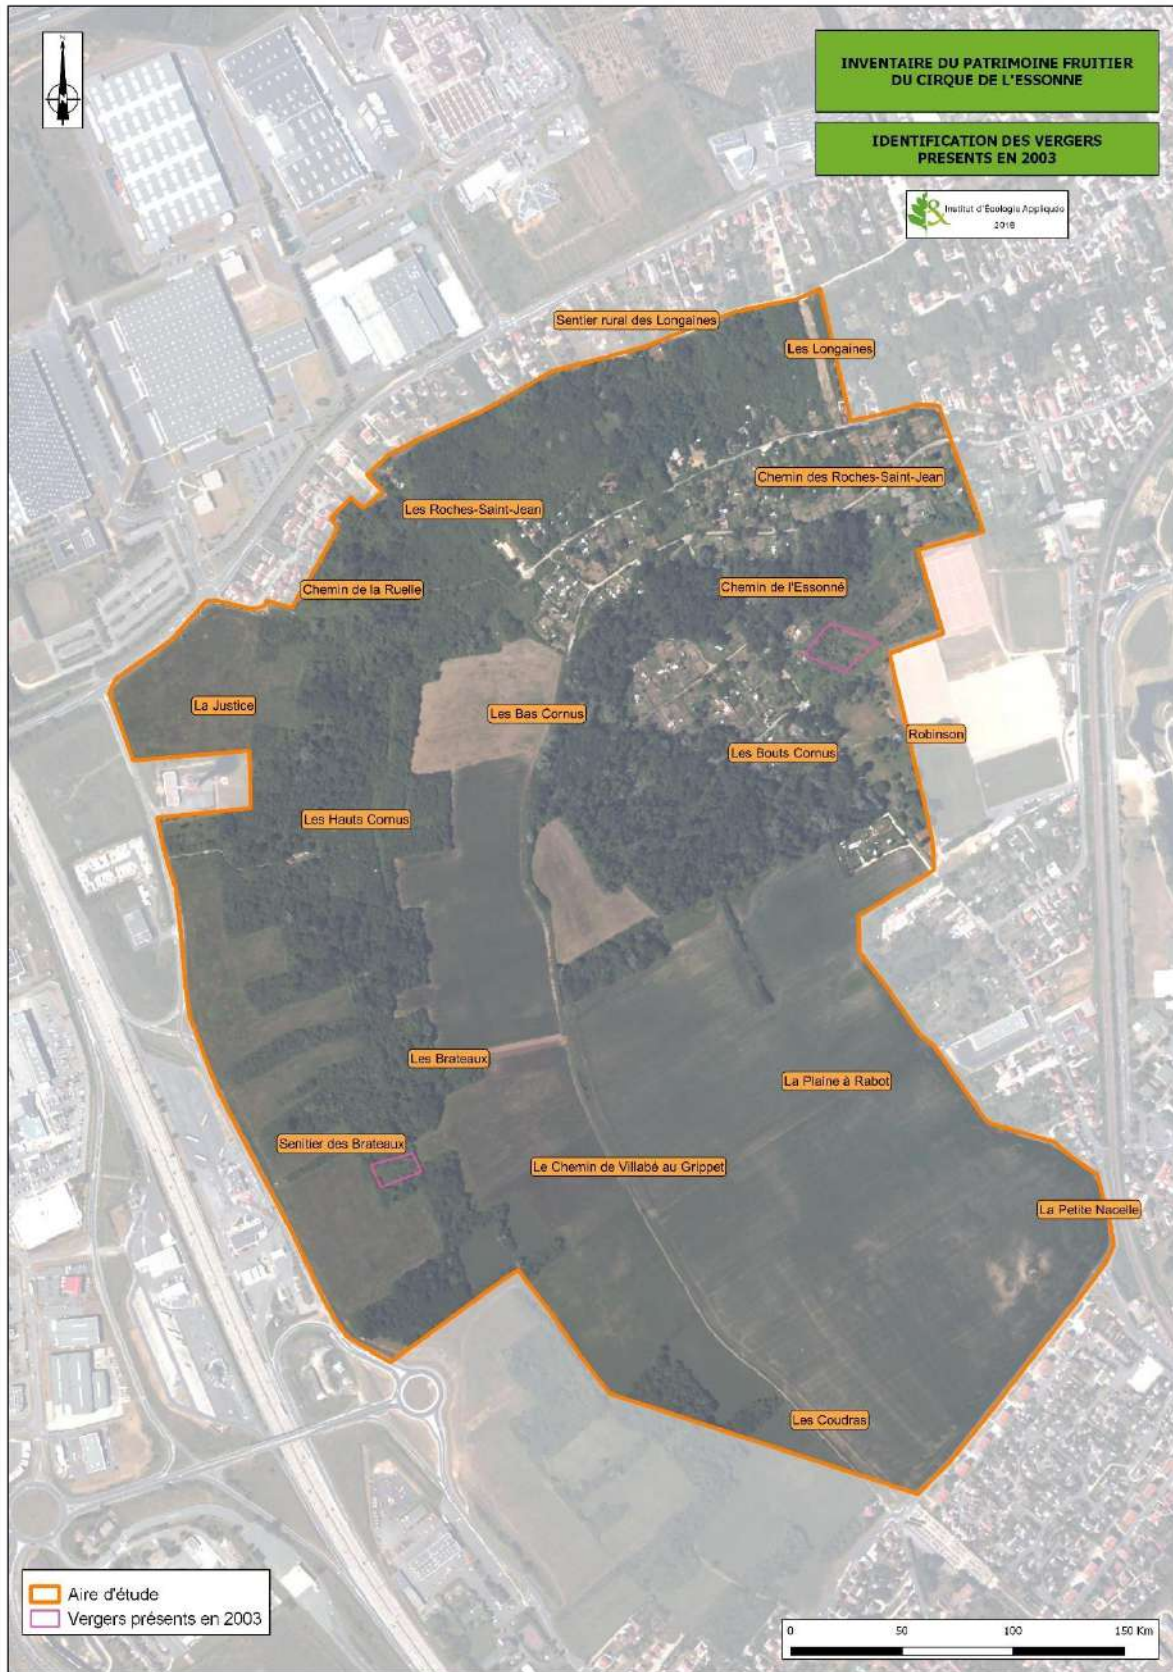 N
INVENTAIRE DU PATRIMOINE FRUITIER
DU CIRQUE DE L'ESSONNE
IDENTIFICATION DES VERGERS
PRESENTS EN 2003
Institut d'Écologie Appliquée
2016
Sentier rural des Longaines
Les Longaines
Chemin des Roches-Saint-Jean
Les Roches-Saint-Jean
Chemin de la Ruelle
Chemin de l'Essonne
La Justice
Les Bas Cornus
Robinson
Les Bouts Cornus
Les Hauts Cornus
Les Brateaux
La Plaine à Rabot
Senitier des Brateaux
Le Chemin de Villabé au Grippet
La Petite Nacelle
Les Coudras
Aire d'étude
Vergers présents en 2003
0 50 100 150 Km